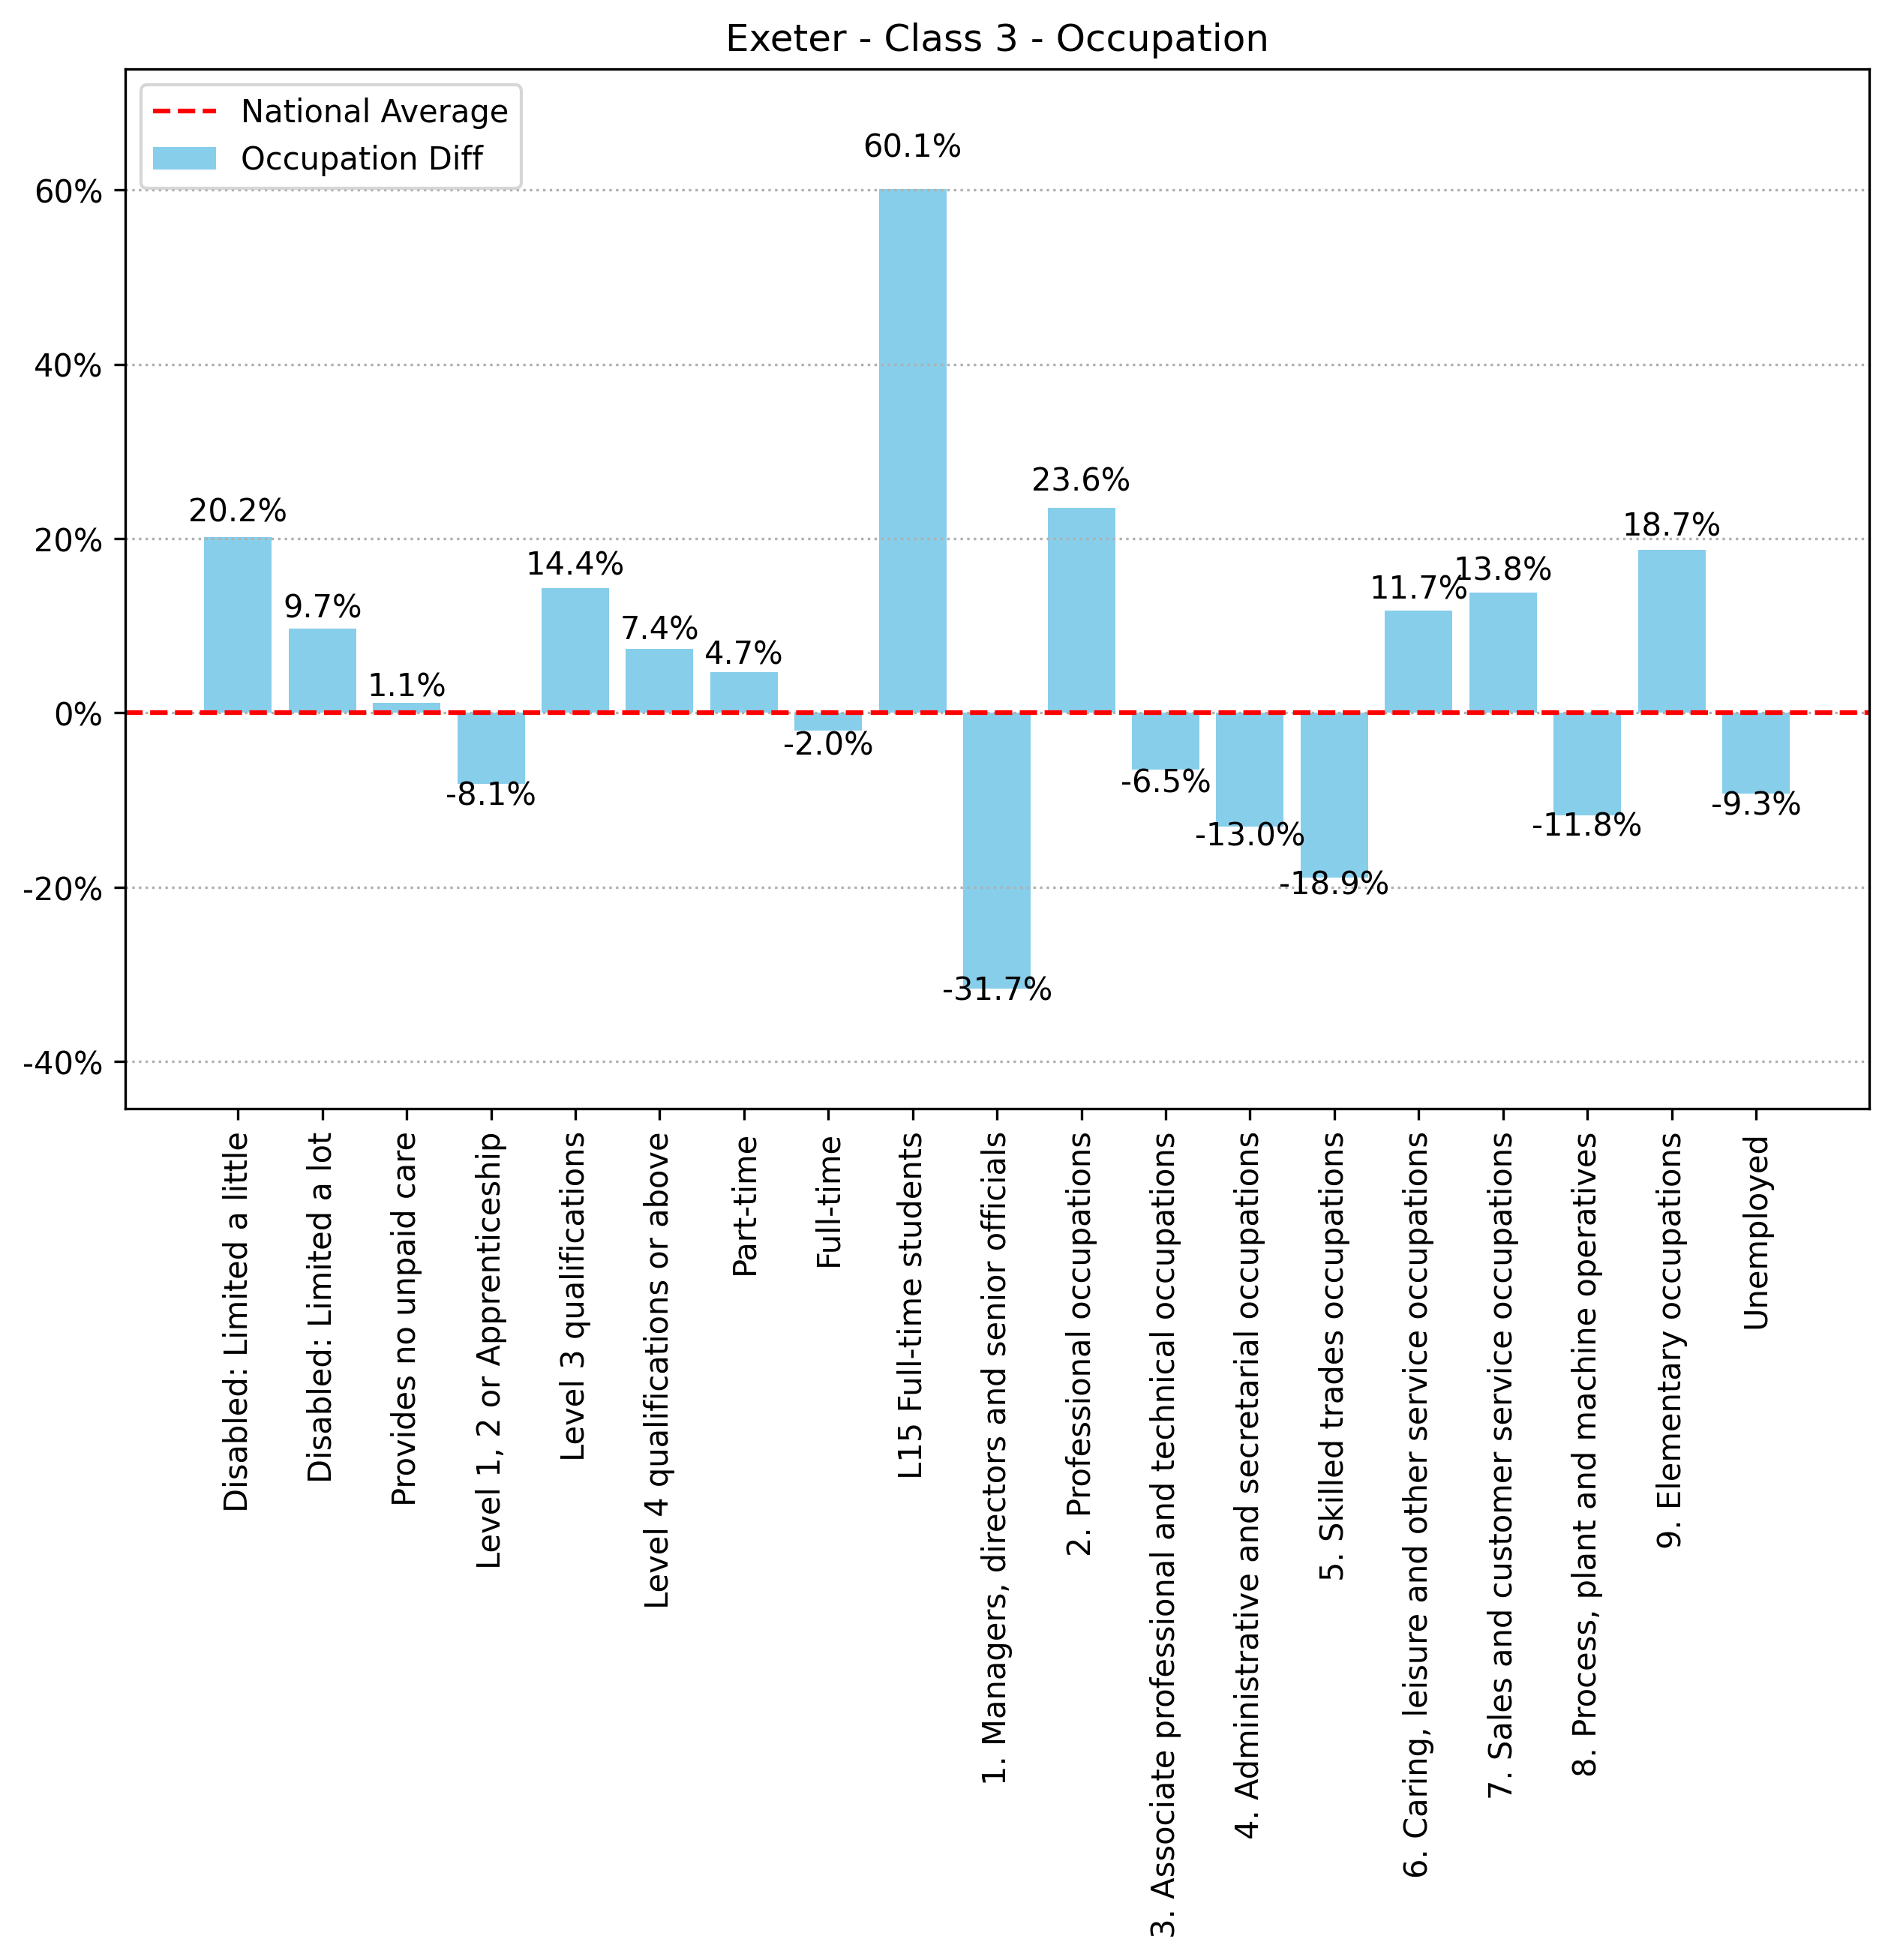 Exeter - Class 3 - Occupation
National Average
Occupation Diff
60%
40%
20%
0%
-20%
-40%
20.2%
9.7%
1.1%
-8.1%
14.4%
7.4%
4.7%
-2.0%
60.1%
-31.7%
23.6%
-6.5%
-13.0%
-18.9%
11.7%
13.8%
-11.8%
18.7%
-9.3%
Disabled: Limited a little
Disabled: Limited a lot
Provides no unpaid care
Level 1, 2 or Apprenticeship
Level 3 qualifications
Level 4 qualifications or above
Part-time
Full-time
L15 Full-time students
1. Managers, directors and senior officials
2. Professional occupations
3. Associate professional and technical occupations
4. Administrative and secretarial occupations
5. Skilled trades occupations
6. Caring, leisure and other service occupations
7. Sales and customer service occupations
8. Process, plant and machine operatives
9. Elementary occupations
Unemployed